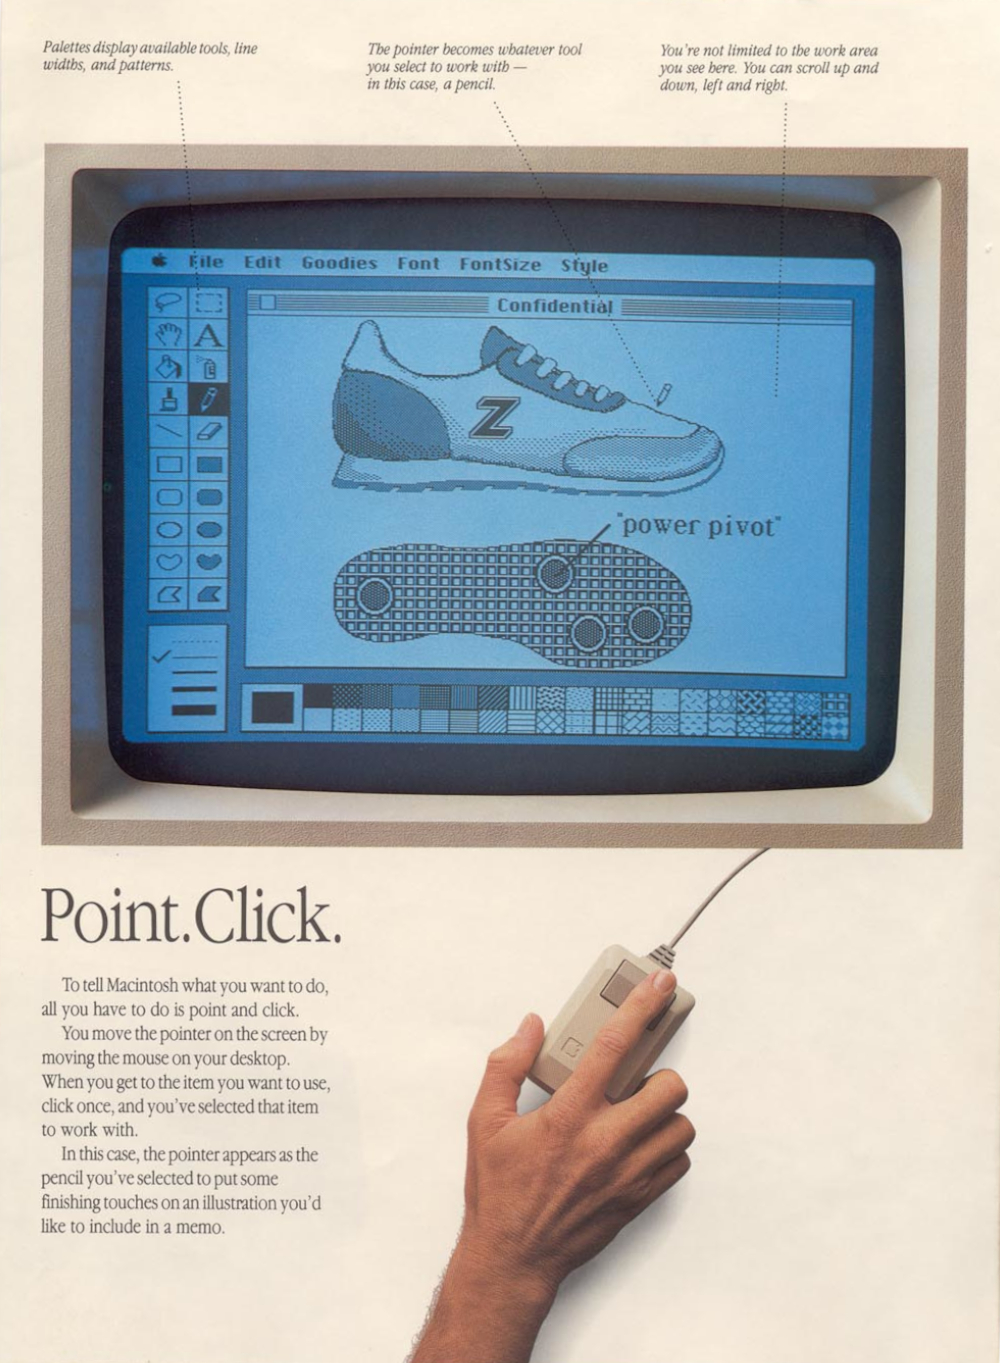 Palettes display available tools, line
widths, and patterns.
The pointer becomes whatever tool
you select to work with —
in this case, a pencil.
You're not limited to the work area
you see here. You can scroll up and
down, left and right.
File Edit Goodies Font FontSize Style
Confidential
A
Z
"power pivot"
Point.Click.
To tell Macintosh what you want to do,
all you have to do is point and click.
You move the pointer on the screen by
moving the mouse on your desktop.
When you get to the item you want to use,
click once, and you've selected that item
to work with.
In this case, the pointer appears as the
pencil you've selected to put some
finishing touches on an illustration you'd
like to include in a memo.